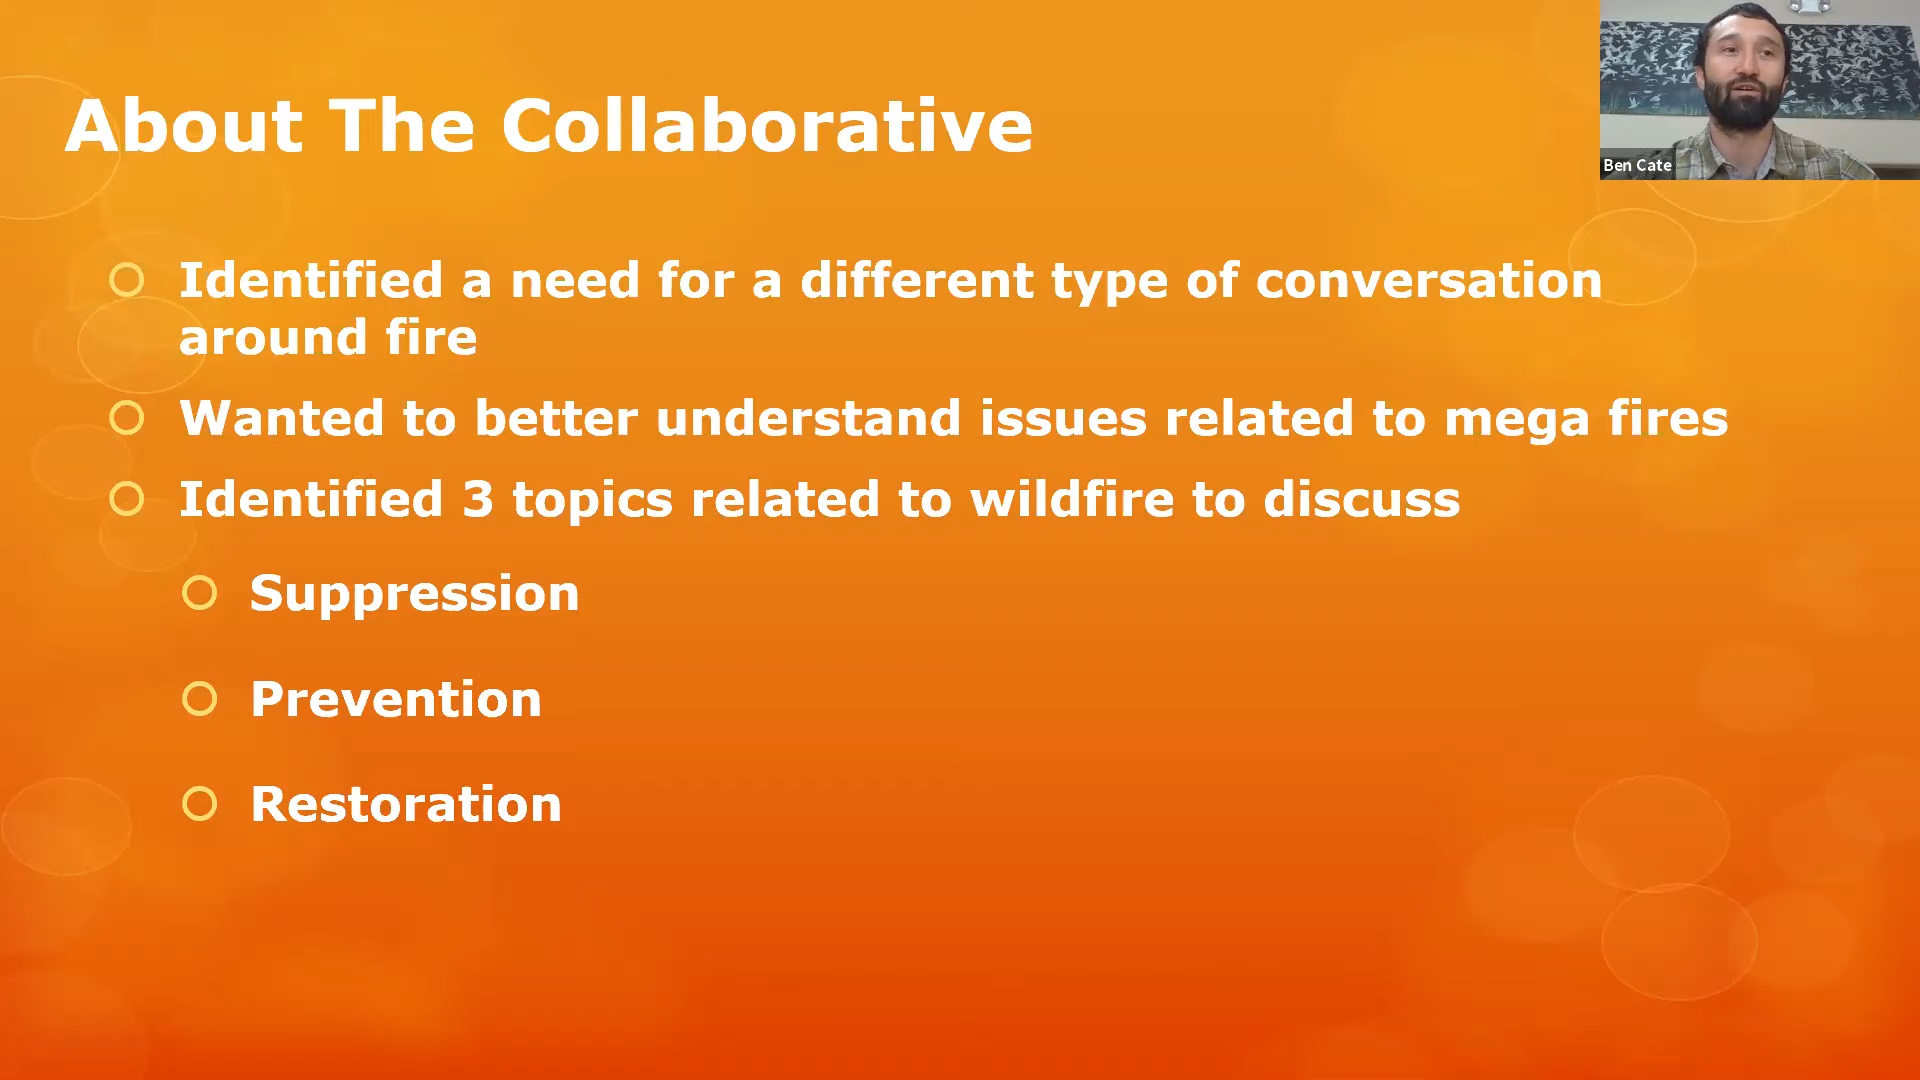 About The Collaborative
Ben Cate
Identified a need for a different type of conversation
around fire
Wanted to better understand issues related to mega fires
Identified 3 topics related to wildfire to discuss
Suppression
Prevention
Restoration